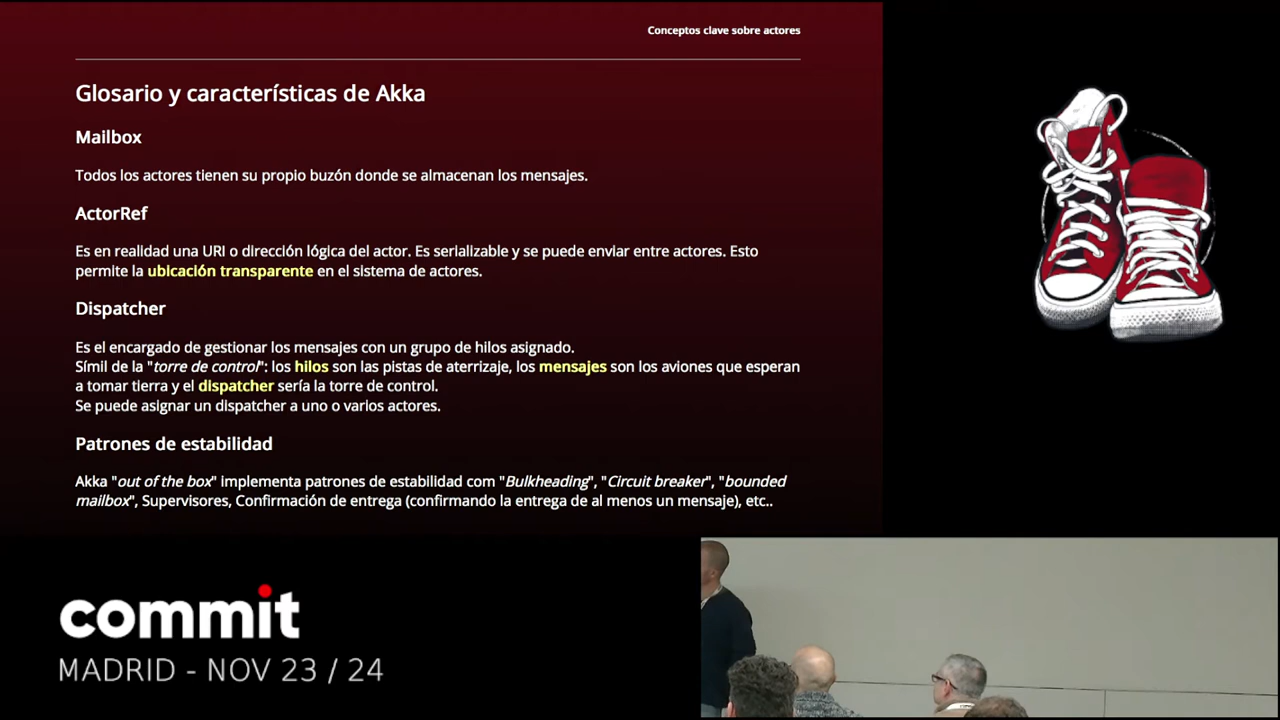 Conceptos clave sobre actores
Glosario y características de Akka
Mailbox
Todos los actores tienen su propio buzón donde se almacenan los mensajes.
ActorRef
Es en realidad una URI o dirección lógica del actor. Es serializable y se puede enviar entre actores. Esto
permite la ubicación transparente en el sistema de actores.
Dispatcher
Es el encargado de gestionar los mensajes con un grupo de hilos asignado.
Símil de la "torre de control": los hilos son las pistas de aterrizaje, los mensajes son los aviones que esperan
a tomar tierra y el dispatcher sería la torre de control.
Se puede asignar un dispatcher a uno o varios actores.
Patrones de estabilidad
Akka "out of the box" implementa patrones de estabilidad com "Bulkheading", "Circuit breaker", "bounded
mailbox", Supervisores, Confirmación de entrega (confirmando la entrega de al menos un mensaje), etc..
commit
MADRID - NOV 23 / 24